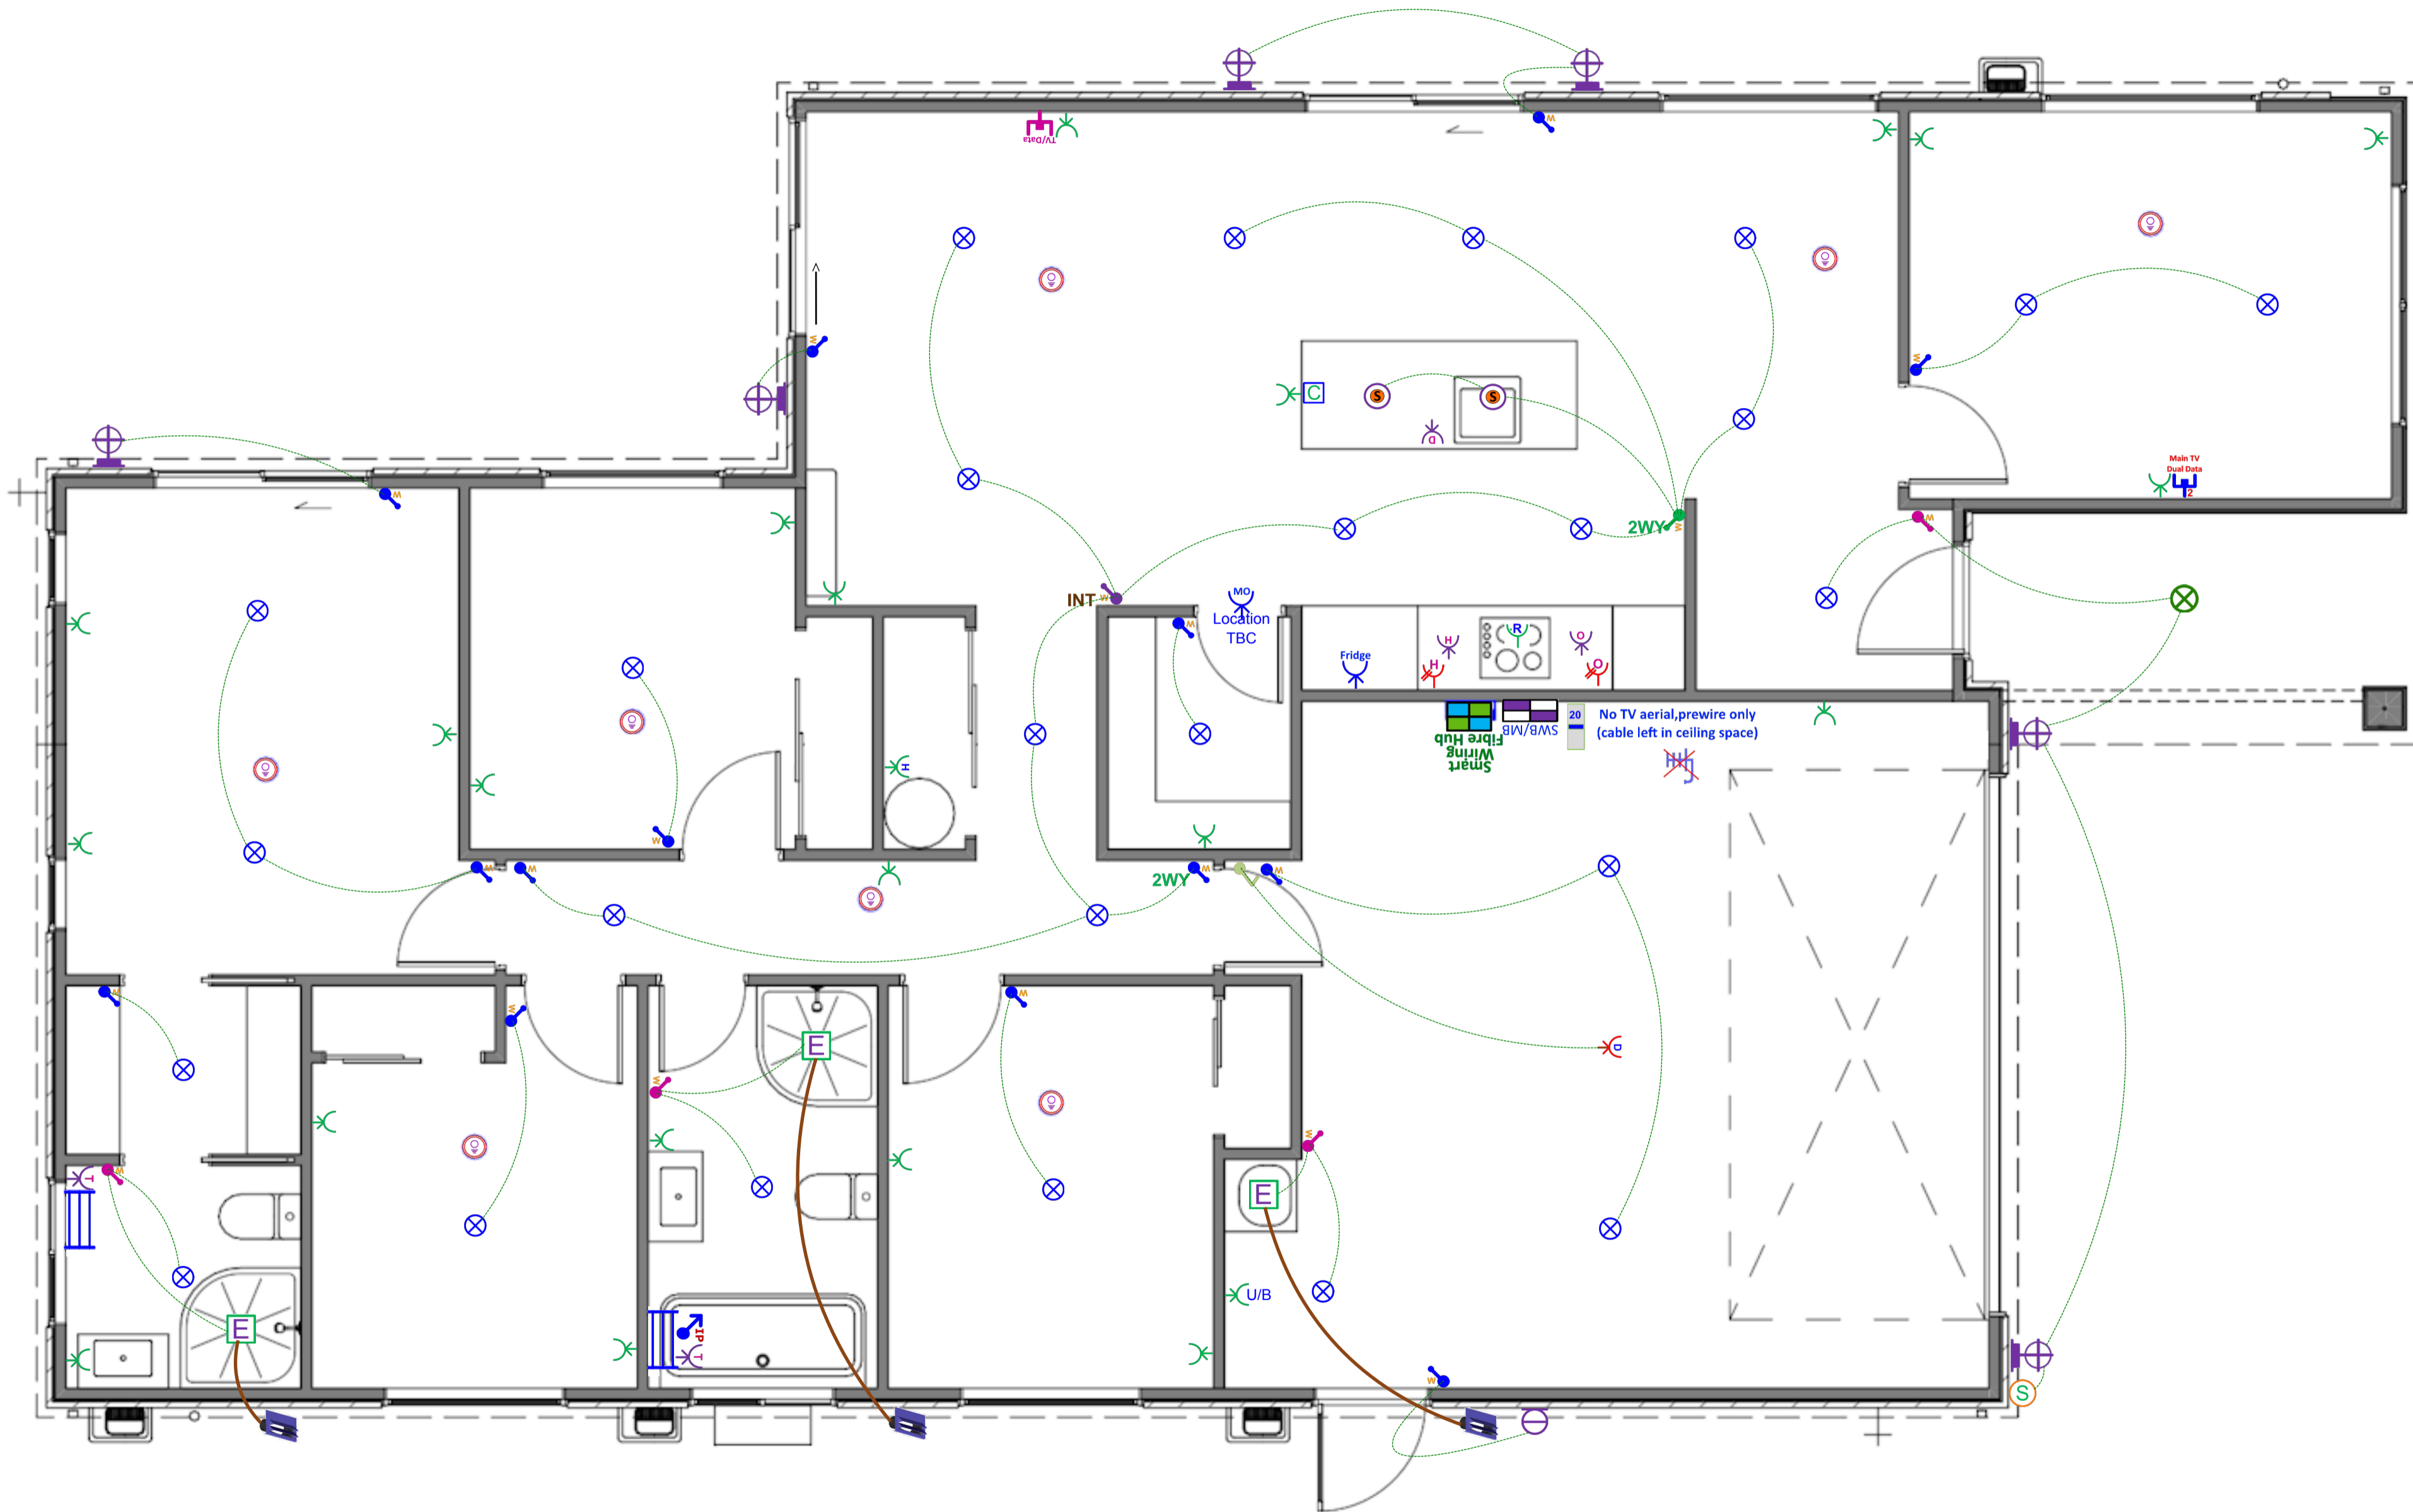 TV/Data
W
W
C
S
S
D
W
Main TV
Dual Data
2
W
2WY
W
W
INT
W
MO
Location
TBC
W
Fridge
H
R
O
H
O
SWB/MB
Fibre Hub
Wiring
Smart
20
No TV aerial,prewire only
(cable left in ceiling space)
H
W
W
W
2WY
W
W
W
W
W
E
D
W
W
T
W
E
E
U/B
IP
T
W
S